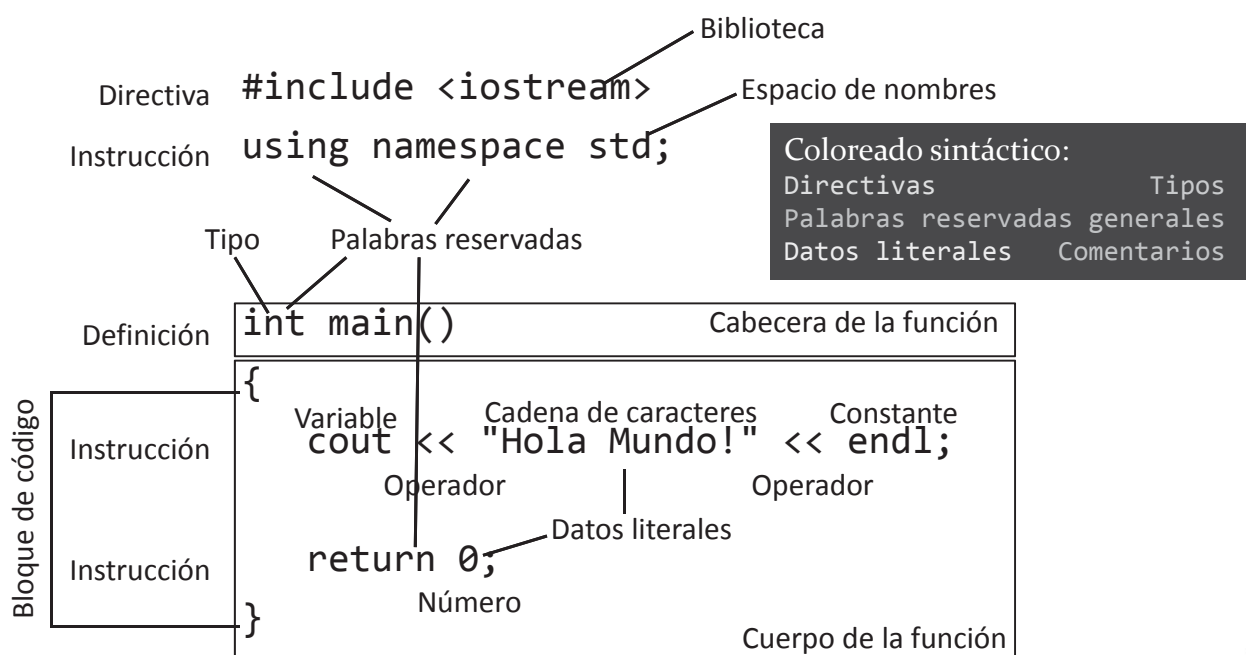 Biblioteca
Directiva #include <iostream>
Espacio de nombres
Instrucción using namespace std;
Coloreado sintáctico:
Directivas Tipos
Palabras reservadas generales
Datos literales Comentarios
Tipo Palabras reservadas
Definición int main() Cabecera de la función
Bloque de código
{
Variable Cadena de caracteres Constante
Instrucción cout << "Hola Mundo!" << endl;
Operador Operador
Datos literales
Instrucción return 0;
Número
}
Cuerpo de la función